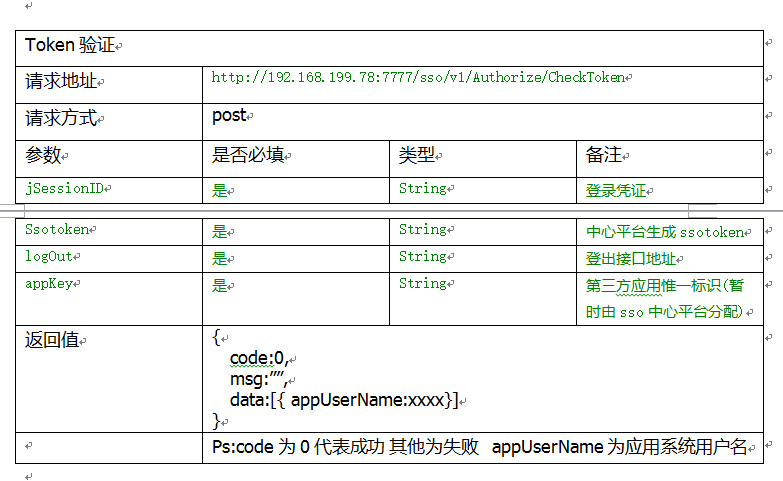 Token 验证
请求地址 http://192.168.199.78:7777/sso/v1/Authorize/CheckToken
请求方式 post
参数 是否必填 类型 备注
jSessionID 是 String 登录凭证
Ssotoken 是 String 中心平台生成 ssotoken
logOut 是 String 登出接口地址
appKey 是 String 第三方应用惟一标识(暂
时由 sso 中心平台分配)
返回值 {
code:0,
msg:"",
data:[{ appUserName:xxxx}]
}
Ps:code 为 0 代表成功 其他为失败 appUserName 为应用系统用户名